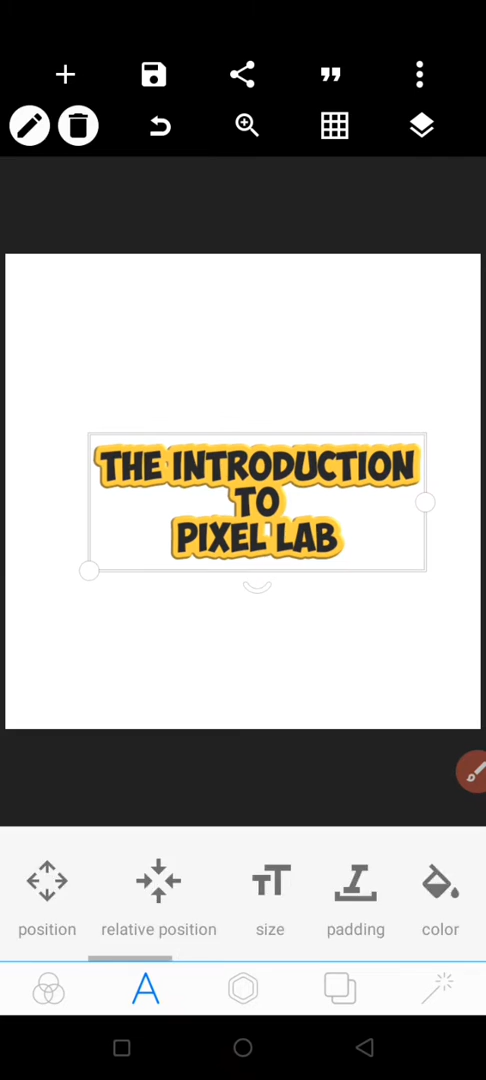 THE INTRODUCTION
TO
PIXEL LAB
position
relative position
size
padding
color